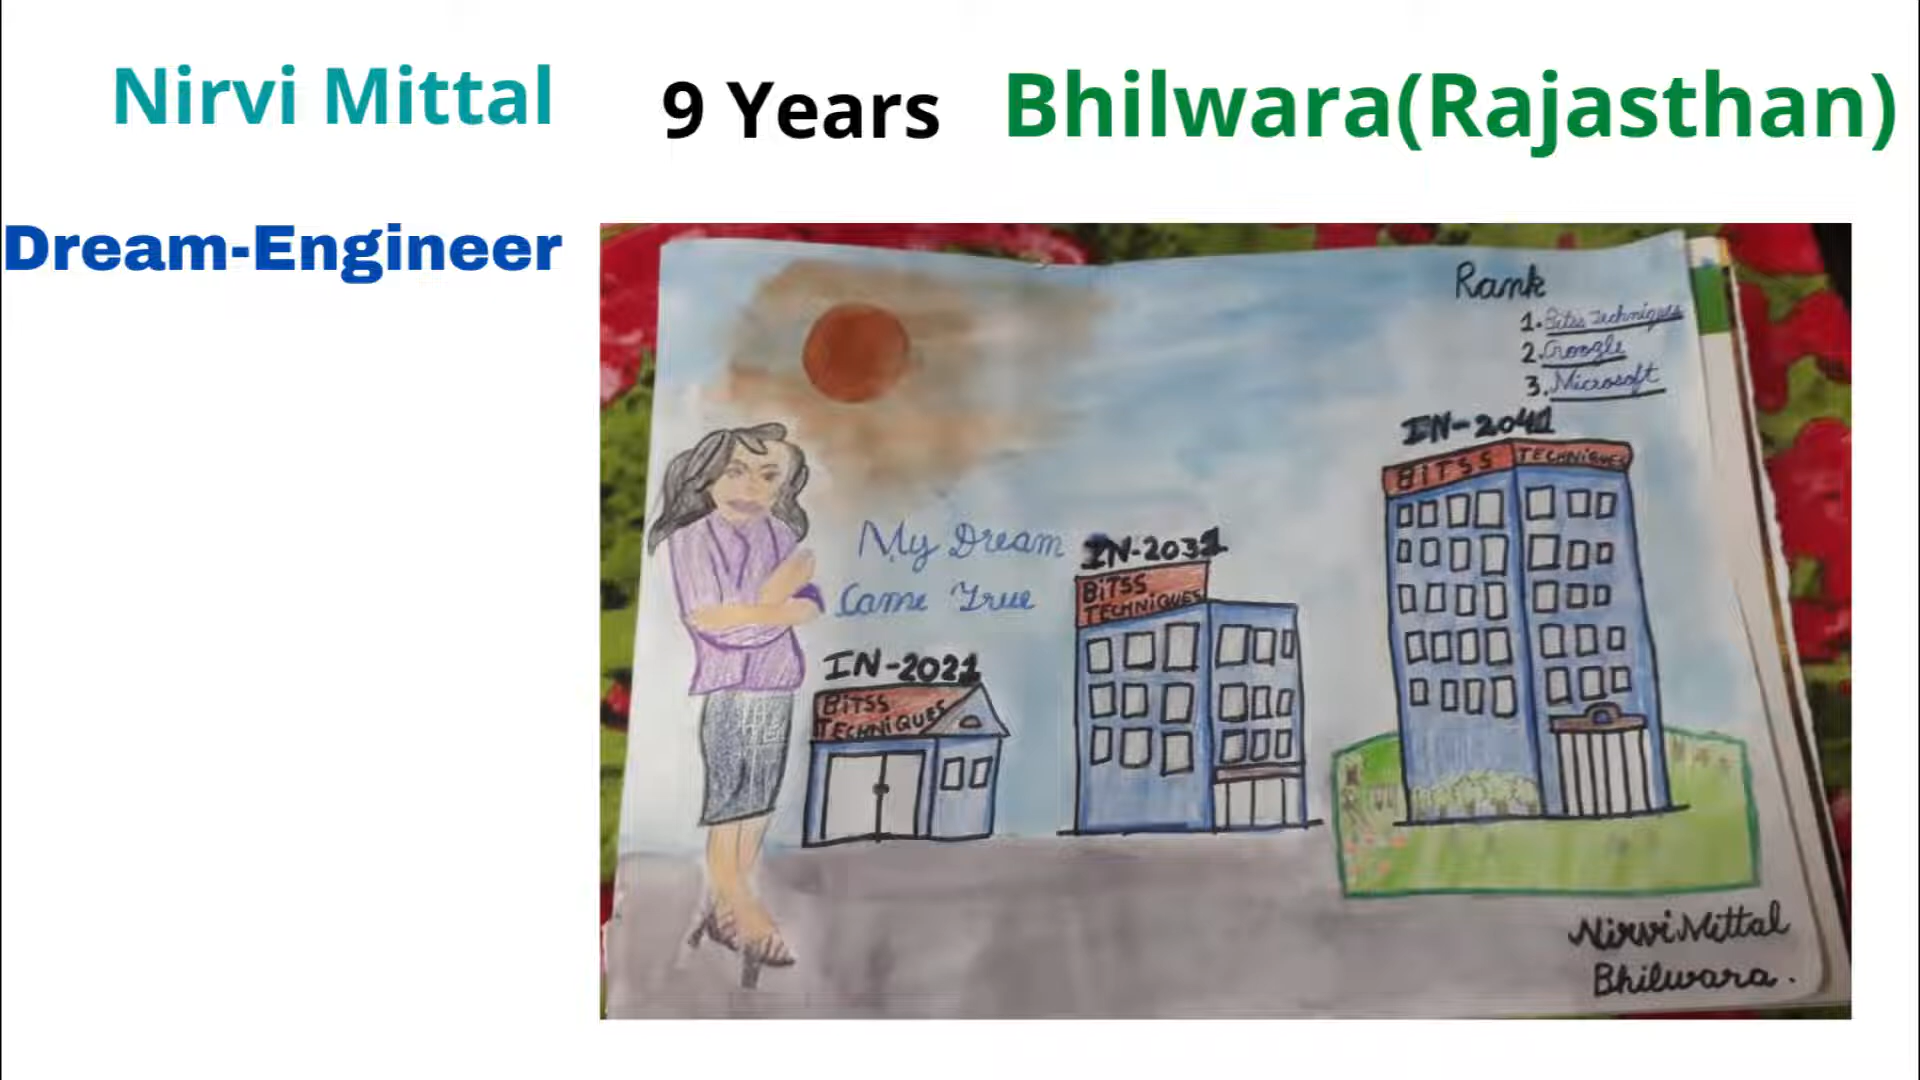 Nirvi Mittal
9 Years
Bhilwara(Rajasthan)
Dream-Engineer
Rank
1. Bitss Techniques
2. Google
3. Microsoft
IN-2041
BiTSS TECHNiQUES
My Dream
Came True
IN-2031
BiTSS
TECHNiQUES
IN-2021
BiTSS
TECHNiQUES
Nirvi Mittal
Bhilwara.